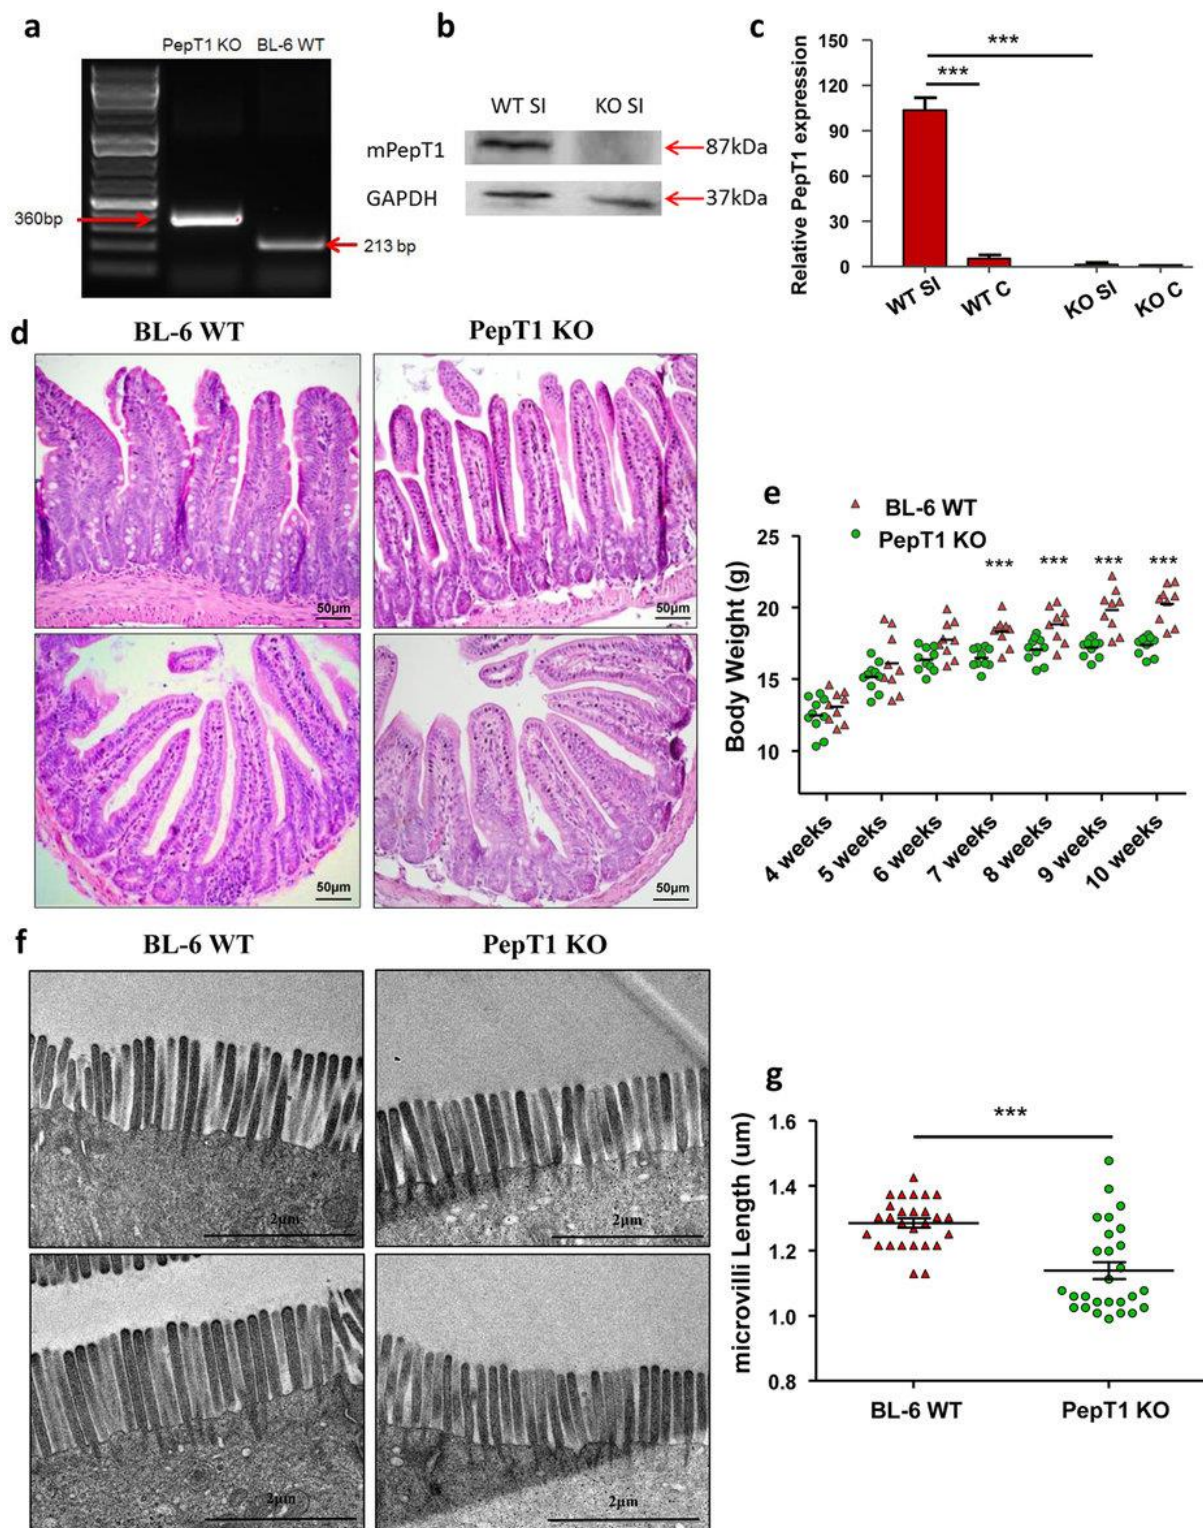 a
PepT1 KO
BL-6 WT
360bp
213 bp
b
WT SI
KO SI
mPepT1
87kDa
GAPDH
37kDa
c
Relative PepT1 expression
150
120
90
60
30
0
***
***
WT SI
WT C
KO SI
KO C
d
BL-6 WT
PepT1 KO
50μm
50μm
50μm
50μm
e
BL-6 WT
PepT1 KO
Body Weight (g)
25
20
15
10
***
***
***
***
4 weeks
5 weeks
6 weeks
7 weeks
8 weeks
9 weeks
10 weeks
f
BL-6 WT
PepT1 KO
2μm
2μm
2μm
2μm
g
microvilli Length (um)
1.6
1.4
1.2
1.0
0.8
***
BL-6 WT
PepT1 KO